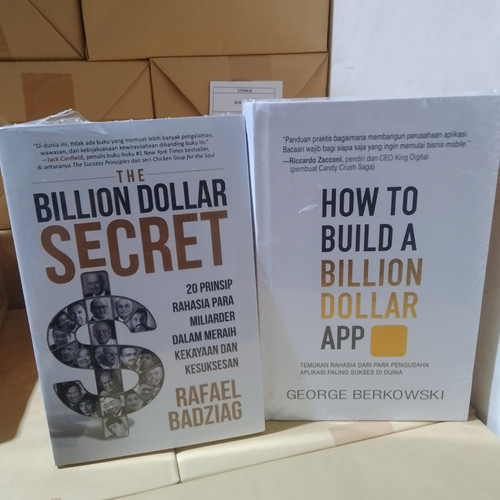 "Di dunia ini, tidak ada buku yang memuat lebih banyak pengalaman,
wawasan, dan kebijaksanaan kewirausahaan dibanding buku ini."
—Jack Canfield, penulis buku-buku #1 New York Times bestseller,
di antaranya The Success Principles dan seri Chicken Soup for the Soul
THE
BILLION DOLLAR
SECRET
20 PRINSIP
RAHASIA PARA
MILIARDER
DALAM MERAIH
KEKAYAAN DAN
KESUKSESAN
RAFAEL
BADZIAG
"Panduan praktis bagaimana membangun perusahaan aplikasi.
Bacaan wajib bagi siapa saja yang ingin memulai bisnis mobile."
—Riccardo Zacconi, pendiri dan CEO King Digital
(pembuat Candy Crush Saga)
HOW TO
BUILD A
BILLION
DOLLAR
APP
TEMUKAN RAHASIA DARI PARA PENGUSAHA
APLIKASI PALING SUKSES DI DUNIA
GEORGE BERKOWSKI